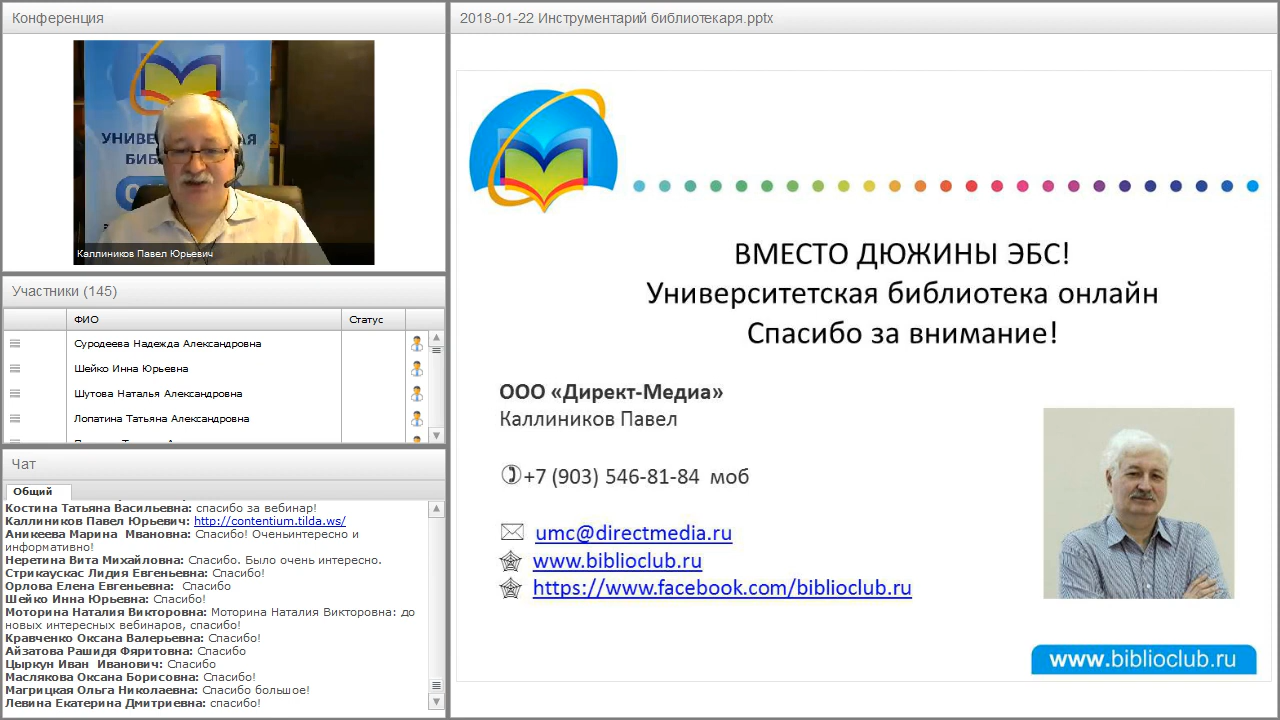 Конференция
УНИВЕ
АЯ
БИБ
Каллиников Павел Юрьевич
Участники (145)
ФИО
Статус
Суродеева Надежда Александровна
Шейко Инна Юрьевна
Шутова Наталья Александровна
Лопатина Татьяна Александровна
Чат
Общий
Костина Татьяна Васильевна: спасибо за вебинар!
Каллиников Павел Юрьевич: http://contentium.tilda.ws/
Аникеева Марина Мвановна: Спасибо! Оченьинтересно и
информативно!
Неретина Вита Михайловна: Спасибо. Было очень интересно.
Стрикаускас Лидия Евгеньевна: Спасибо!
Орлова Елена Евгеньевна: Спсибо
Шейко Инна Юрьевна: Спасибо!
Моторина Наталия Викторовна: Моторина Наталия Викторовна: до
новых интересных вебинаров, спасибо!
Кравченко Оксана Валерьевна: Спасибо!
Айзатова Рашидя Фяритовна: Спасибо
Цыркун Иван Иванович: Спасибо
Маслякова Оксана Борисовна: Спасибо!
Магрицкая Ольга Николаевна: Спасибо большое!
Левина Екатерина Дмитриевна: спасибо!
2018-01-22 Инструментарий библиотекаря.pptx
ВМЕСТО ДЮЖИНЫ ЭБС!
Университетская библиотека онлайн
Спасибо за внимание!
ООО «Директ-Медиа»
Каллиников Павел
+7 (903) 546-81-84 моб
umc@directmedia.ru
www.biblioclub.ru
https://www.facebook.com/biblioclub.ru
www.biblioclub.ru